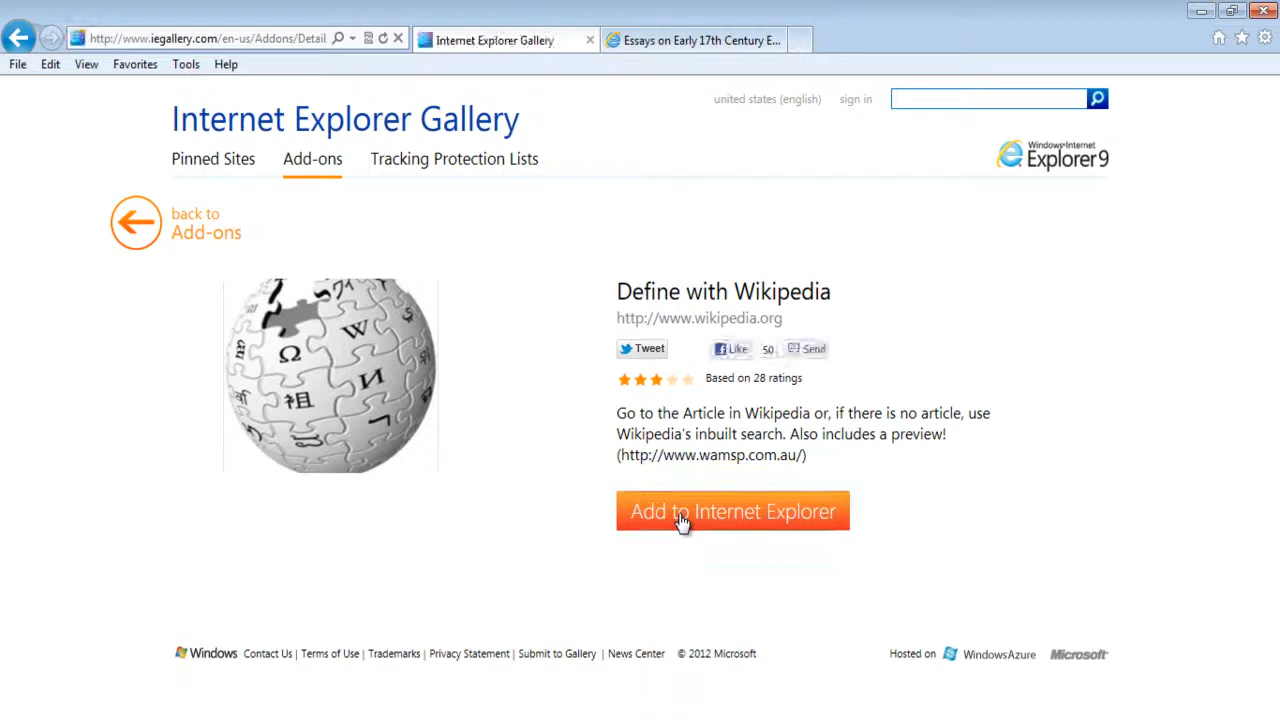 http://www.iegallery.com/en-us/Addons/Detail
Internet Explorer Gallery
Essays on Early 17th Century E...
File Edit View Favorites Tools Help
united states (english) sign in
Internet Explorer Gallery
Pinned Sites Add-ons Tracking Protection Lists
Windows Internet
Explorer 9
back to
Add-ons
Define with Wikipedia
http://www.wikipedia.org
Tweet Like 50 Send
Based on 28 ratings
Go to the Article in Wikipedia or, if there is no article, use
Wikipedia's inbuilt search. Also includes a preview!
(http://www.wamsp.com.au/)
Add to Internet Explorer
Windows Contact Us | Terms of Use | Trademarks | Privacy Statement | Submit to Gallery | News Center © 2012 Microsoft
Hosted on WindowsAzure Microsoft
W
Ω
И
祖